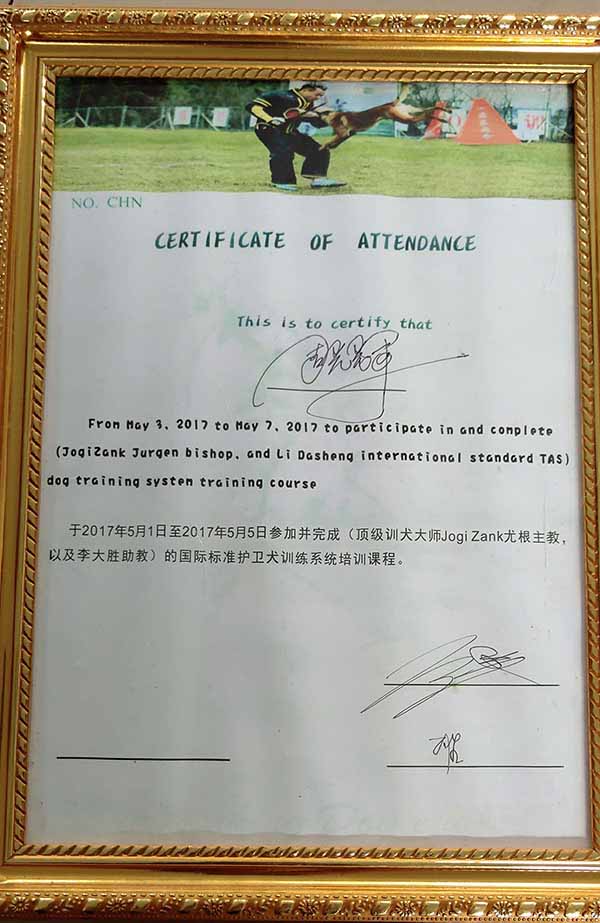 NO. CHN
CERTIFICATE OF ATTENDANCE
This is to certify that
From May 3, 2017 to May 7, 2017 to participate in and complete
(JogiZank Jurgen bishop, and Li Dasheng international standard TAS)
dog training system training course
于2017年5月1日至2017年5月5日参加并完成（顶级训犬大师Jogi Zank尤根主教，
以及李大胜助教）的国际标准护卫犬训练系统培训课程。